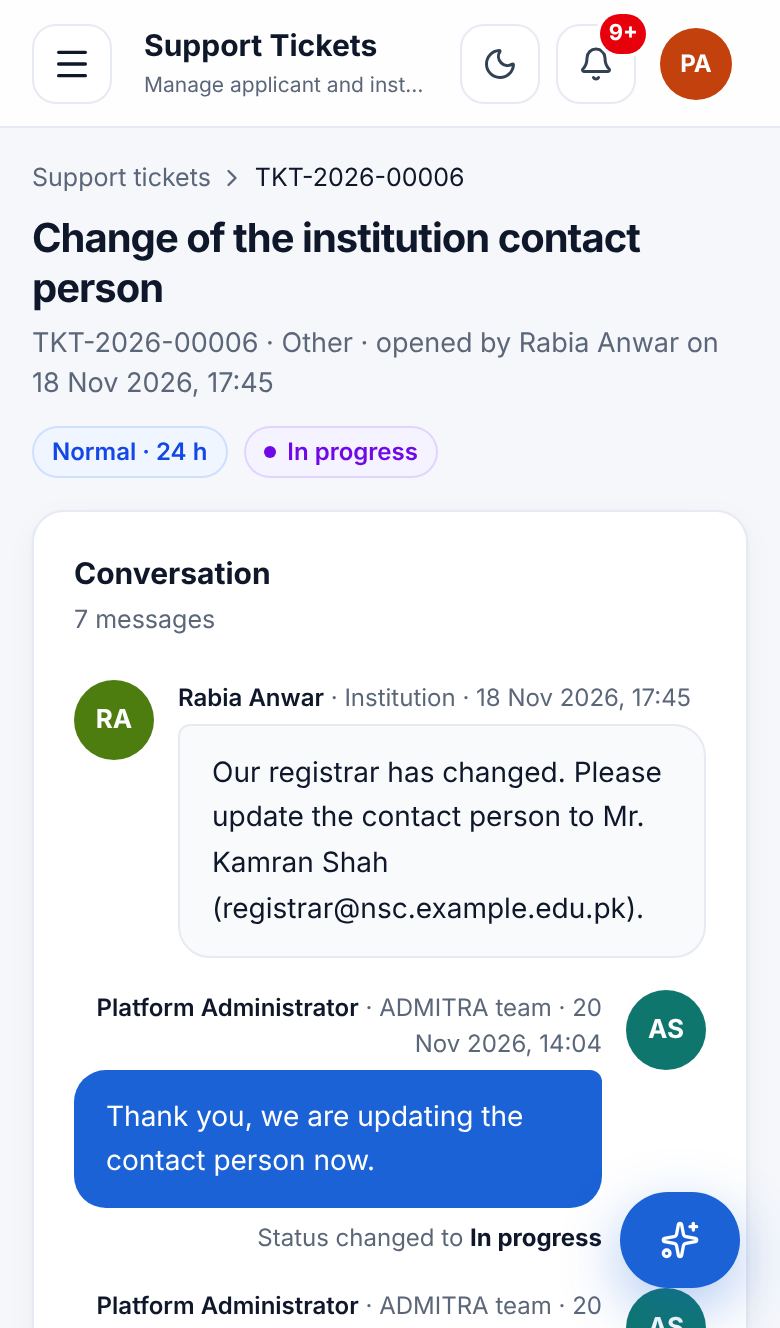 Support Tickets
Manage applicant and inst...
9+
PA
Support tickets > TKT-2026-00006
Change of the institution contact
person
TKT-2026-00006 · Other · opened by Rabia Anwar on
18 Nov 2026, 17:45
Normal · 24 h
In progress
Conversation
7 messages
RA
Rabia Anwar · Institution · 18 Nov 2026, 17:45
Our registrar has changed. Please
update the contact person to Mr.
Kamran Shah
(registrar@nsc.example.edu.pk).
Platform Administrator · ADMITRA team · 20
Nov 2026, 14:04
AS
Thank you, we are updating the
contact person now.
Status changed to In progress
Platform Administrator · ADMITRA team · 20
AS